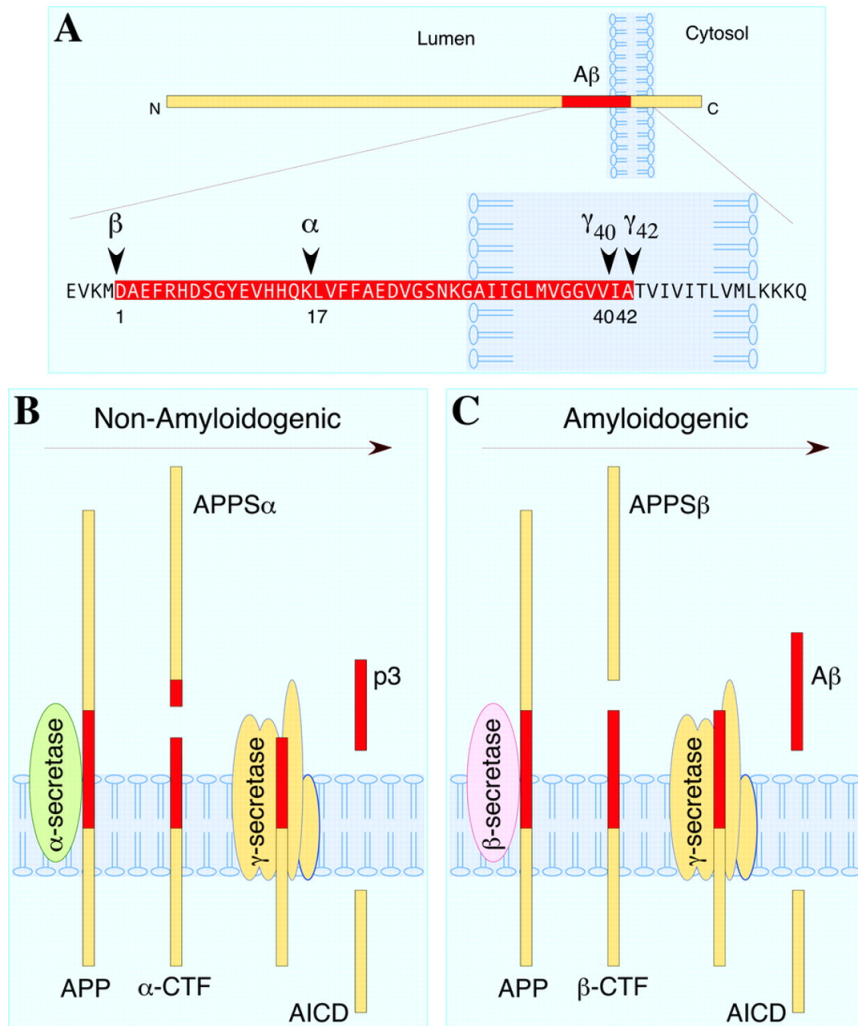 A
Lumen
Cytosol
Aβ
N
C
β
α
γ40
γ42
EVKMDAEFRHDSGYEVHHQKLVFFAEDVGSNKGAIIGLMVGGVVIATVIVITLVMLKKKQ
1
17
40
42
B
Non-Amyloidogenic
APPSα
p3
α-secretase
γ-secretase
APP
α-CTF
AICD
C
Amyloidogenic
APPSβ
Aβ
β-secretase
γ-secretase
APP
β-CTF
AICD